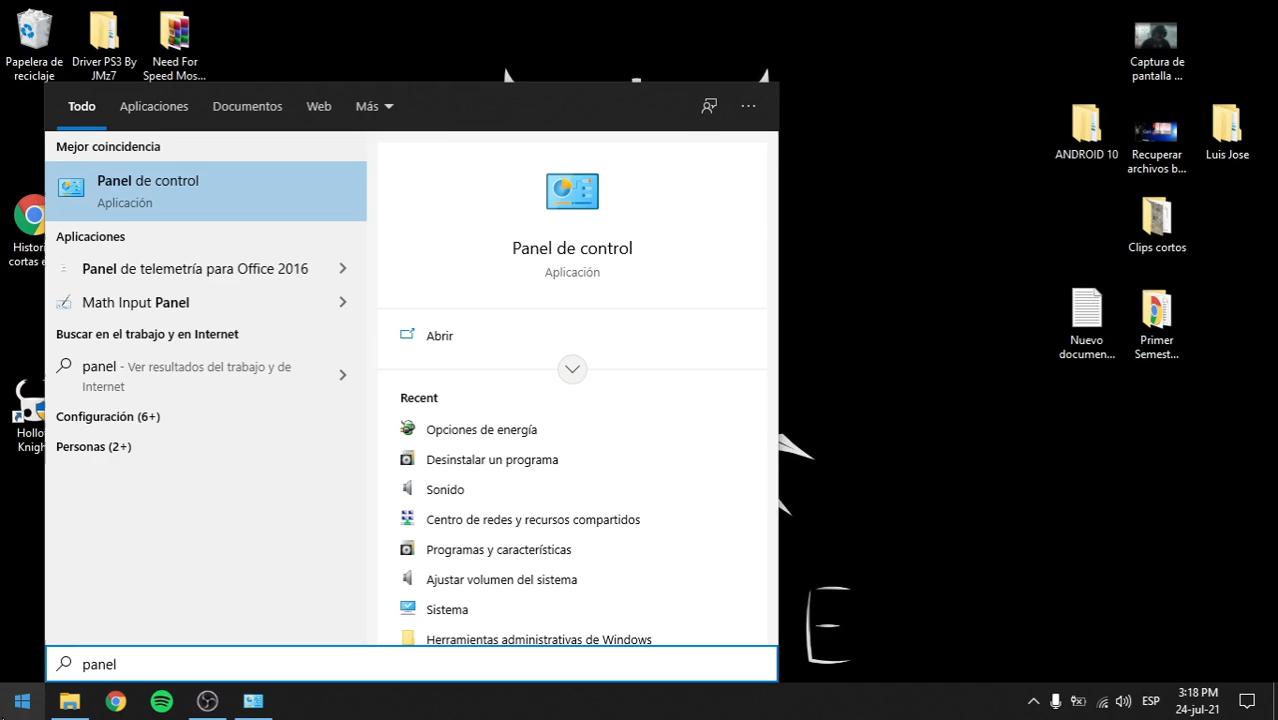 Papelera de
reciclaje
Driver PS3 By
JMz7
Need For
Speed Mos...
Todo
Aplicaciones
Documentos
Web
Más
Mejor coincidencia
Panel de control
Aplicación
Aplicaciones
Panel de telemetría para Office 2016
Math Input Panel
Buscar en el trabajo y en Internet
panel - Ver resultados del trabajo y de
Internet
Configuración (6+)
Personas (2+)
Panel de control
Aplicación
Abrir
Recent
Opciones de energía
Desinstalar un programa
Sonido
Centro de redes y recursos compartidos
Programas y características
Ajustar volumen del sistema
Sistema
Herramientas administrativas de Windows
panel
Histori
cortas e
Hollo
Knigh
Captura de
pantalla ...
ANDROID 10
Recuperar
archivos b...
Luis Jose
Clips cortos
Nuevo
documen...
Primer
Semest...
E
ESP
3:18 PM
24-jul-21